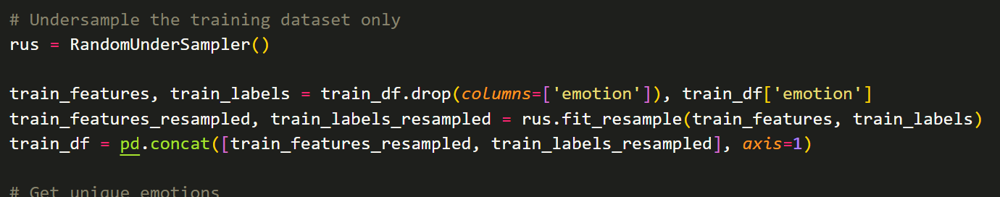 # Undersample the training dataset only
rus = RandomUnderSampler()
train_features, train_labels = train_df.drop(columns=['emotion']), train_df['emotion']
train_features_resampled, train_labels_resampled = rus.fit_resample(train_features, train_labels)
train_df = pd.concat([train_features_resampled, train_labels_resampled], axis=1)
# Get unique emotions